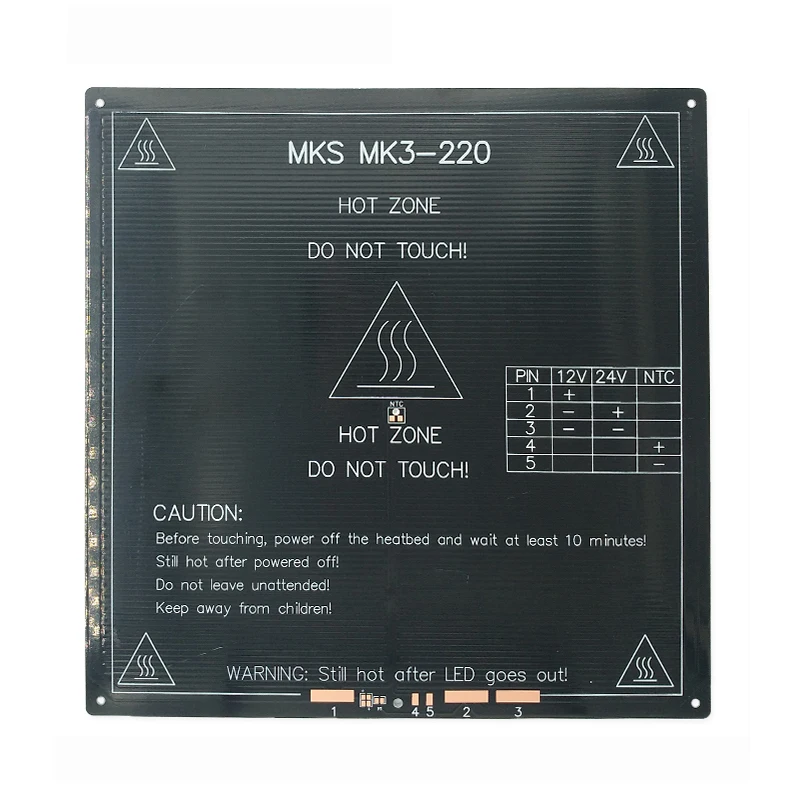 MKS MK3-220
HOT ZONE
DO NOT TOUCH!
PIN 12V 24V NTC
1 +
2 - +
3 - -
4 +
5 -
NTC
HOT ZONE
DO NOT TOUCH!
CAUTION:
Before touching, power off the heatbed and wait at least 10 minutes!
Still hot after powered off!
Do not leave unattended!
Keep away from children!
WARNING: Still hot after LED goes out!
1 4 5 2 3